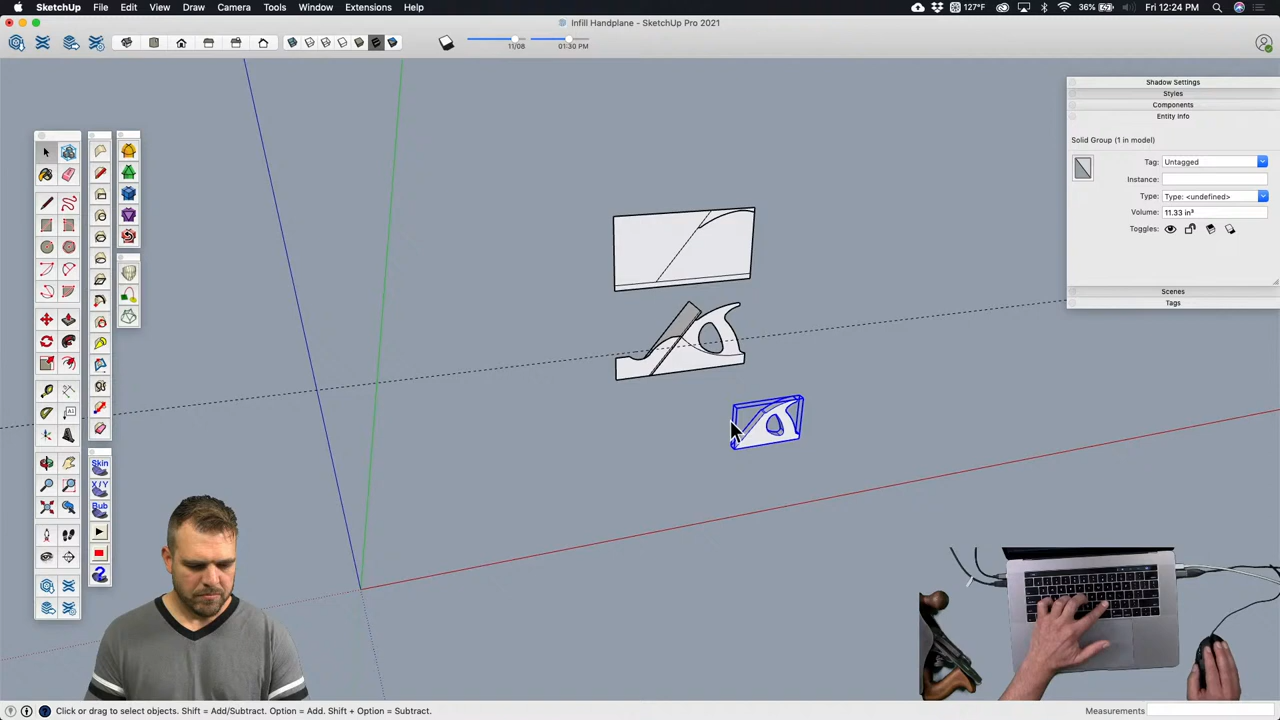 SketchUp File Edit View Draw Camera Tools Window Extensions Help 127°F 36% Fri 12:24 PM
Infill Handplane - SketchUp Pro 2021
11/08 01:30 PM
Shadow Settings
Styles
Components
Entity Info
Solid Group (1 in model)
Tag: Untagged
Instance:
Type: Type: <undefined>
Volume: 11.33 in³
Toggles:
Scenes
Tags
Skin
X/Y
Bub
Click or drag to select objects. Shift = Add/Subtract. Option = Add. Shift + Option = Subtract.
Measurements